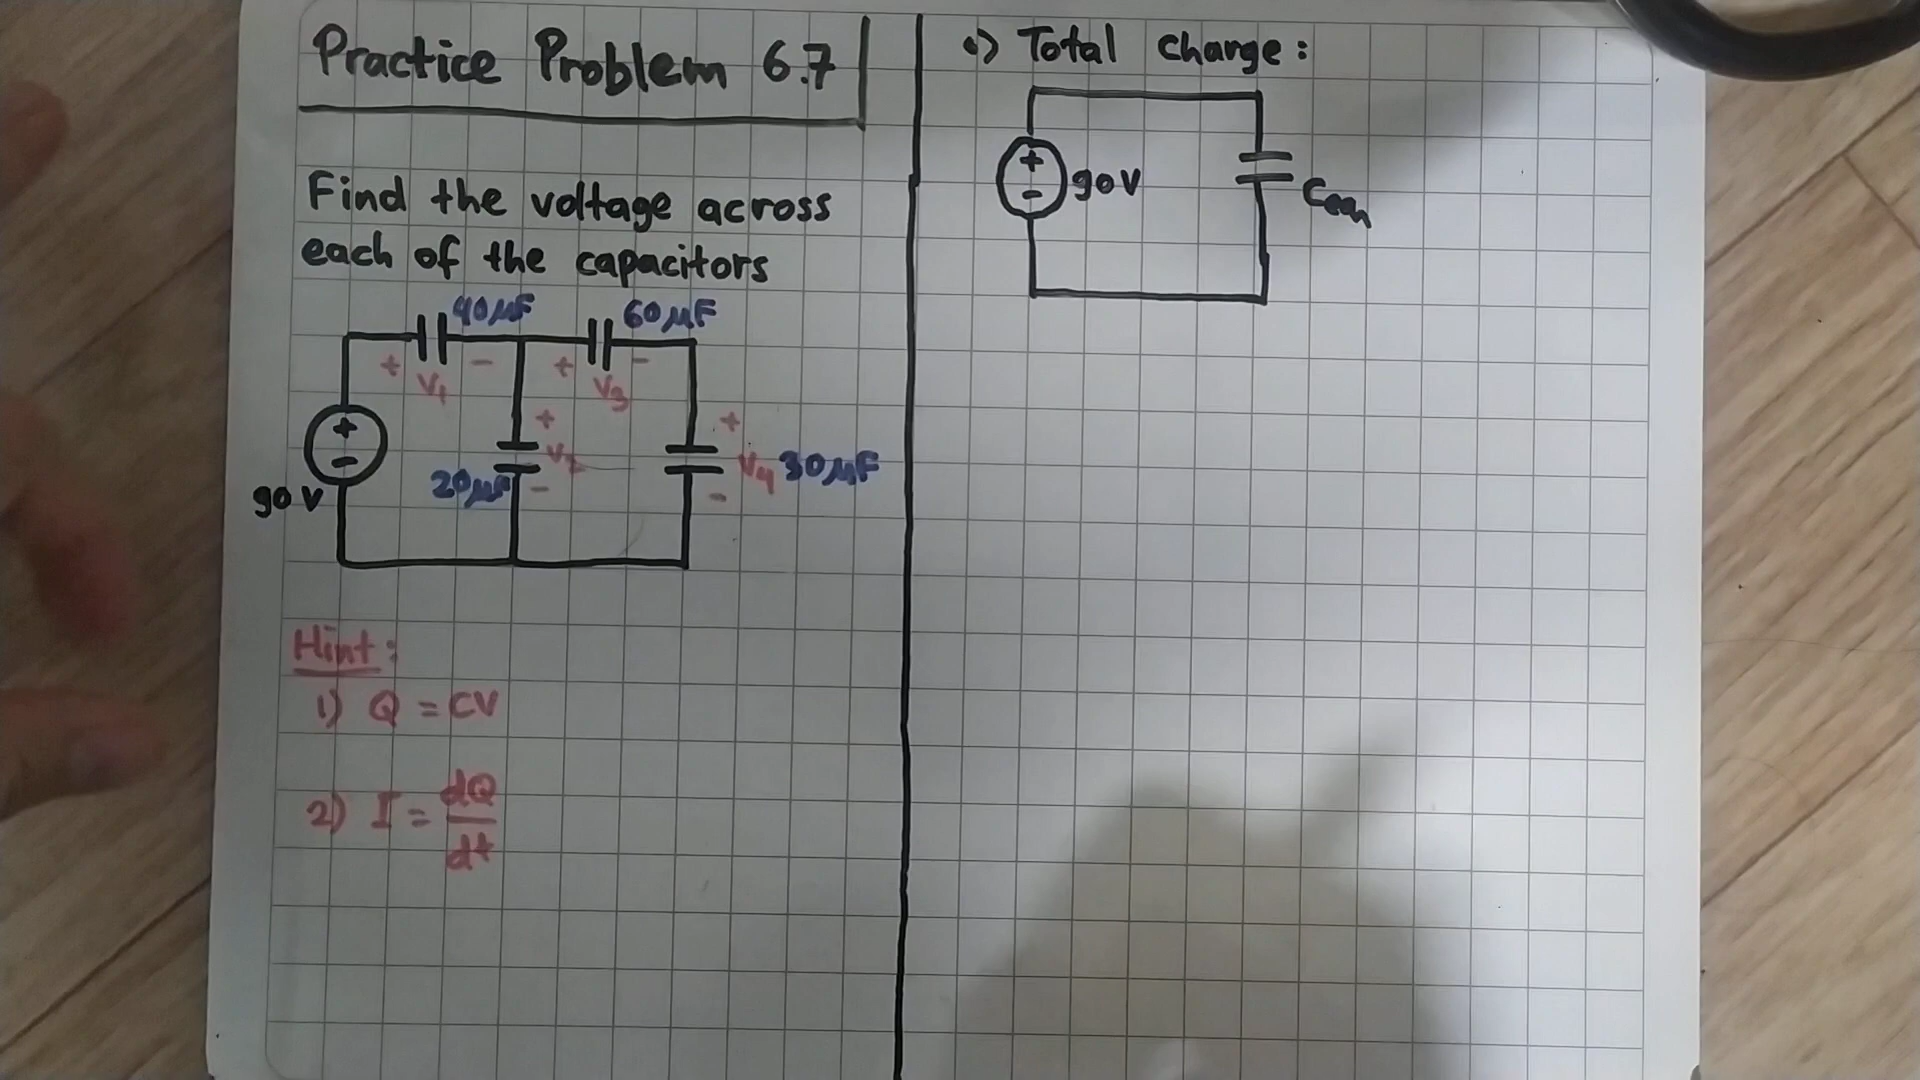 Practice Problem 6.7
Find the voltage across
each of the capacitors
40μF
60μF
+ V1 -
+ V3 -
+
V2
-
+
V4
-
20μF
30μF
+
-
90 V
Hint:
1) Q = CV
2) I = dQ
dt
•) Total charge:
+
-
90V